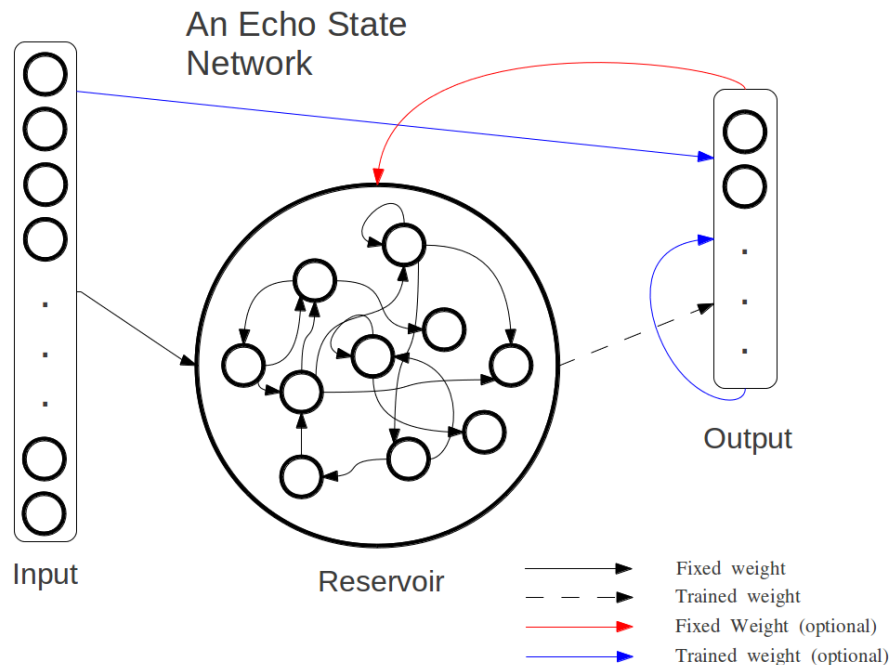 An Echo State
Network
Input
Reservoir
Output
Fixed weight
Trained weight
Fixed Weight (optional)
Trained weight (optional)